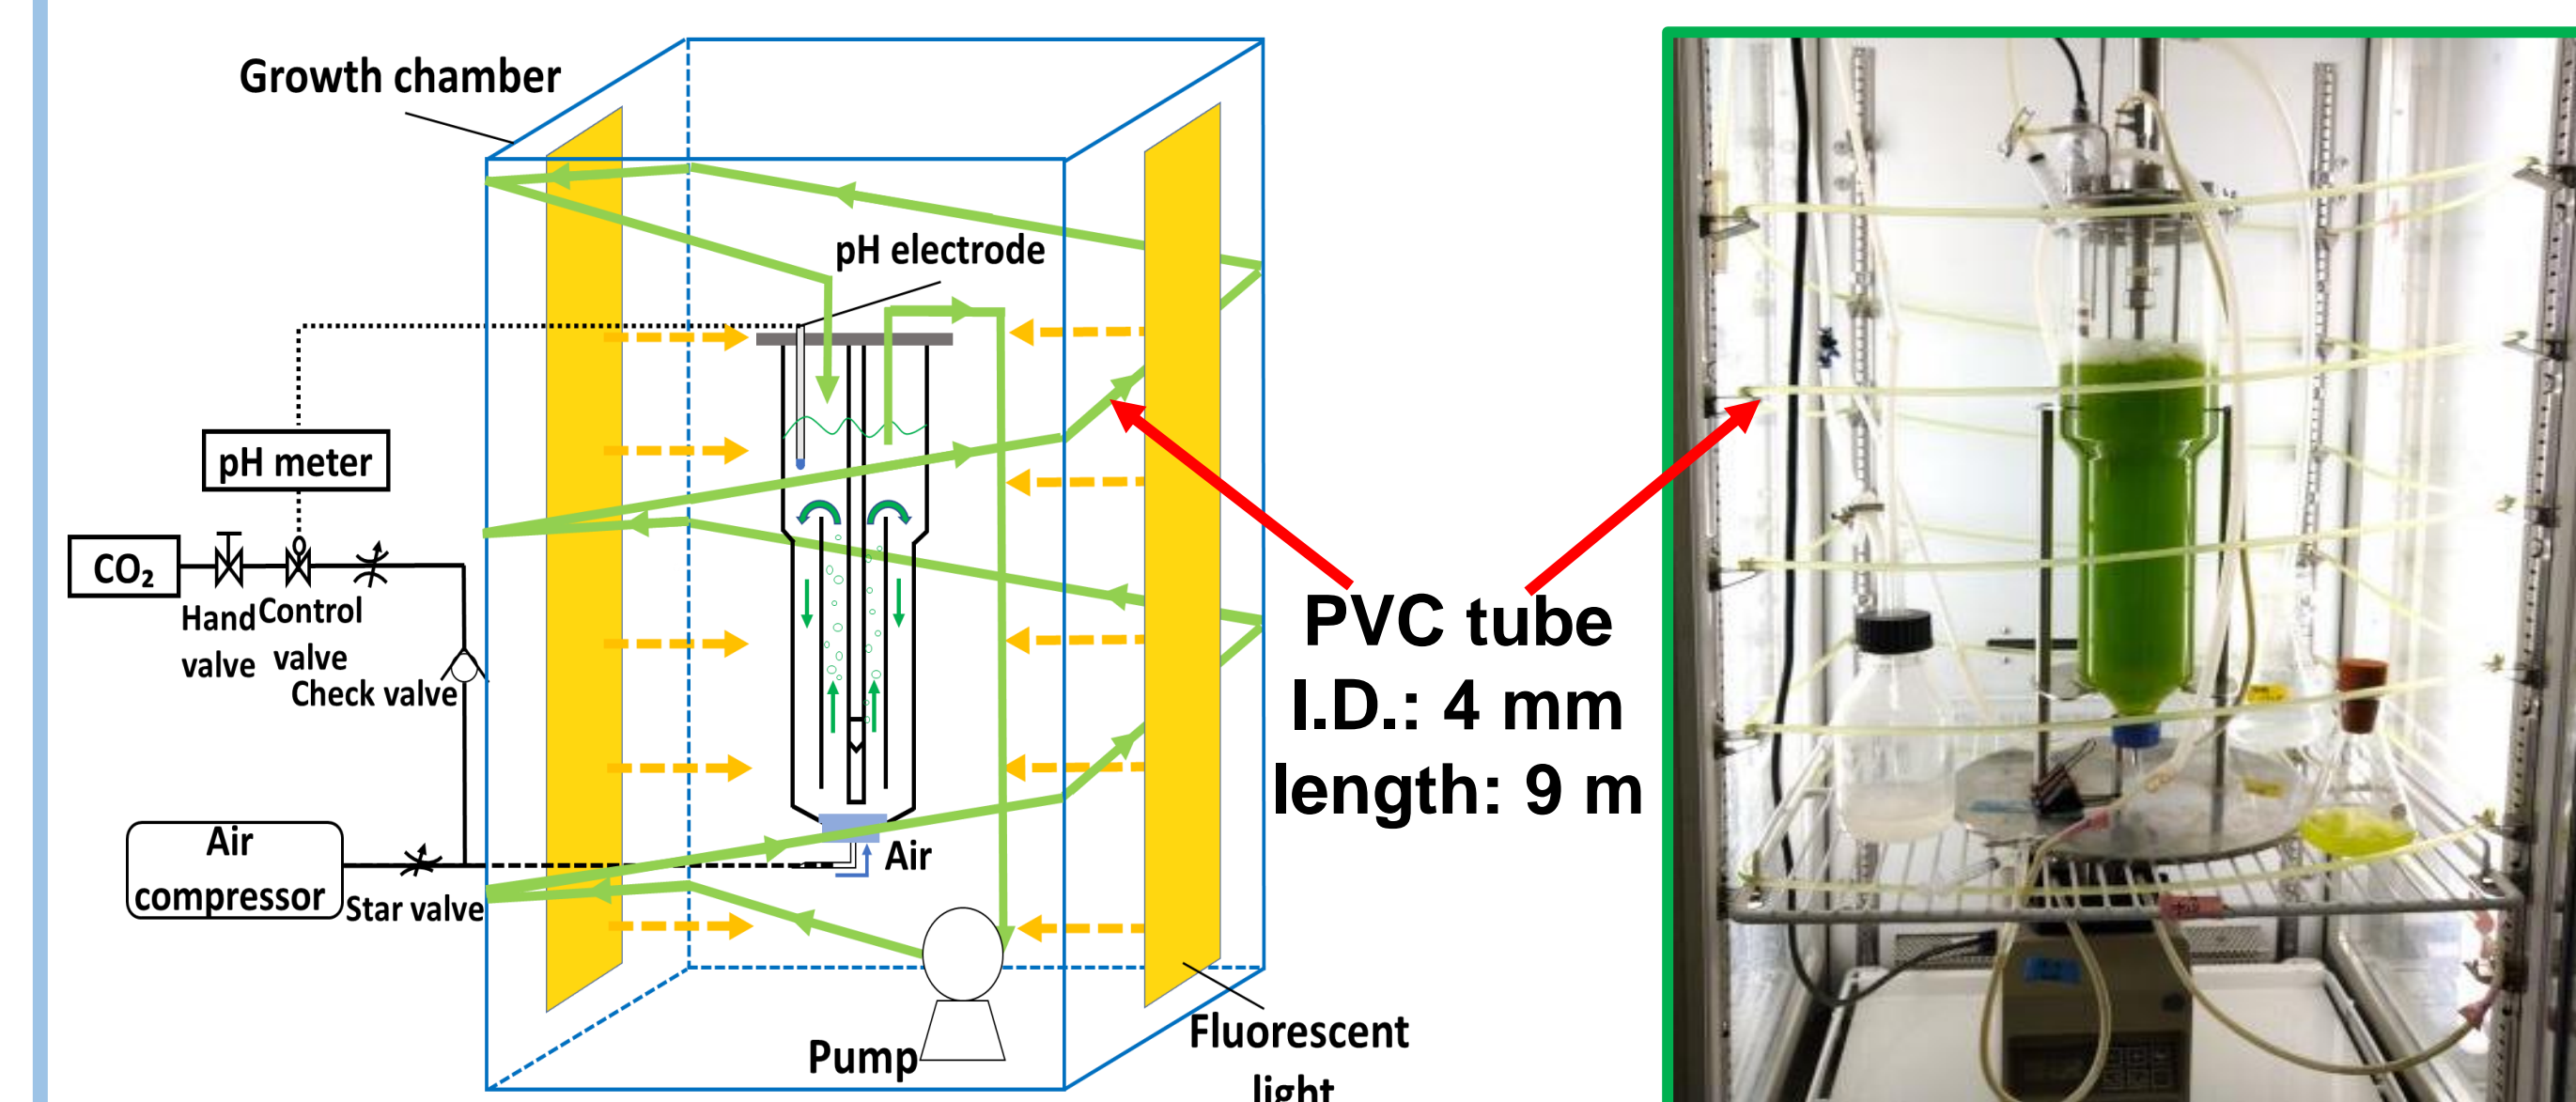 Growth chamber
pH electrode
pH meter
CO₂
Hand valve
Control valve
Check valve
Air compressor
Star valve
Air
Pump
Fluorescent light
PVC tube
I.D.: 4 mm
length: 9 m